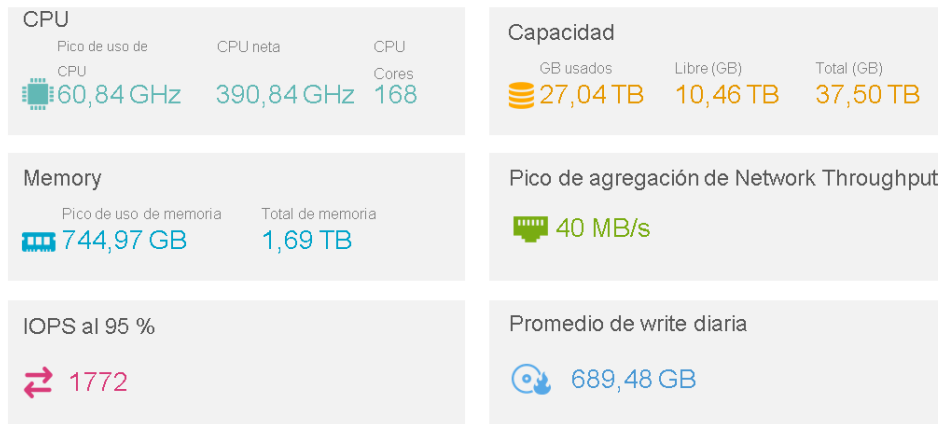 CPU
Pico de uso de CPU
CPU neta
CPU Cores
60,84 GHz
390,84 GHz
168
Capacidad
GB usados
Libre (GB)
Total (GB)
27,04 TB
10,46 TB
37,50 TB
Memory
Pico de uso de memoria
Total de memoria
744,97 GB
1,69 TB
Pico de agregación de Network Throughput
40 MB/s
IOPS al 95 %
1772
Promedio de write diaria
689,48 GB